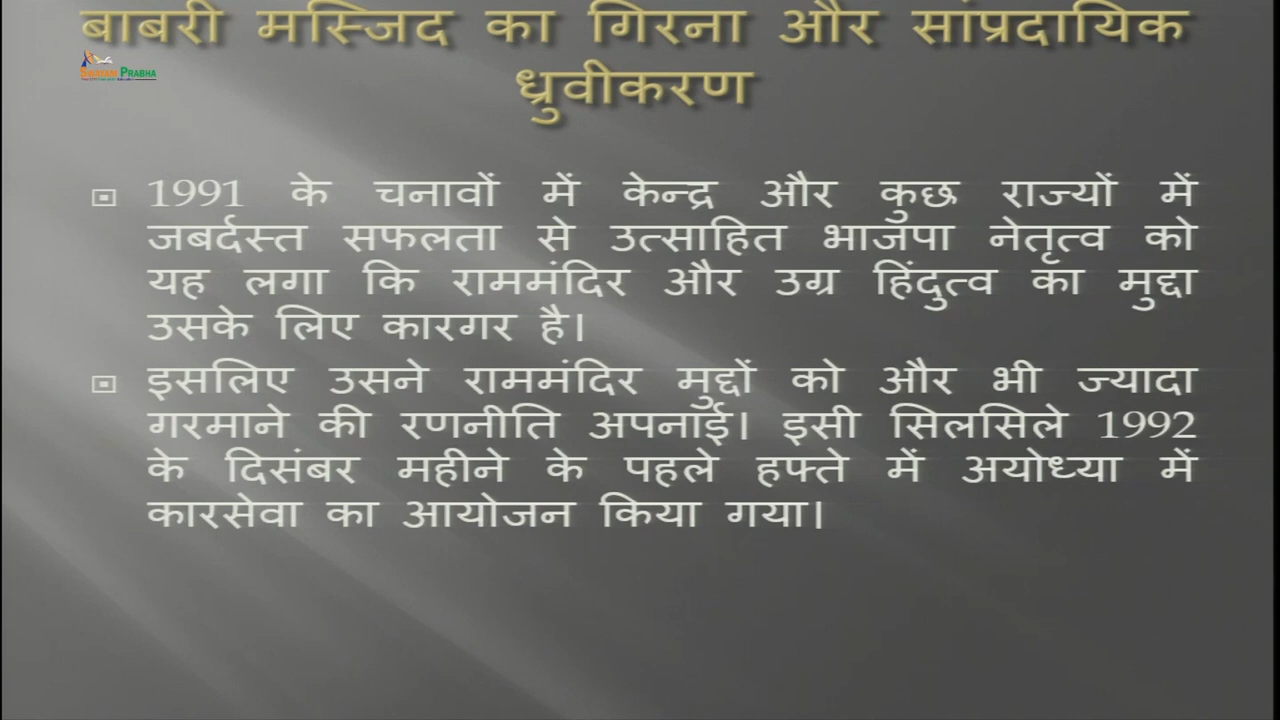 बाबरी मस्जिद का गिरना और सांप्रदायिक
ध्रुवीकरण
SWAYAM PRABHA
1991 के चनावों में केन्द्र और कुछ राज्यों में
जबर्दस्त सफलता से उत्साहित भाजपा नेतृत्व को
यह लगा कि राममंदिर और उग्र हिंदुत्व का मुद्दा
उसके लिए कारगर है।
इसलिए उसने राममंदिर मुद्दों को और भी ज्यादा
गरमाने की रणनीति अपनाई। इसी सिलसिले 1992
के दिसंबर महीने के पहले हफ्ते में अयोध्या में
कारसेवा का आयोजन किया गया।